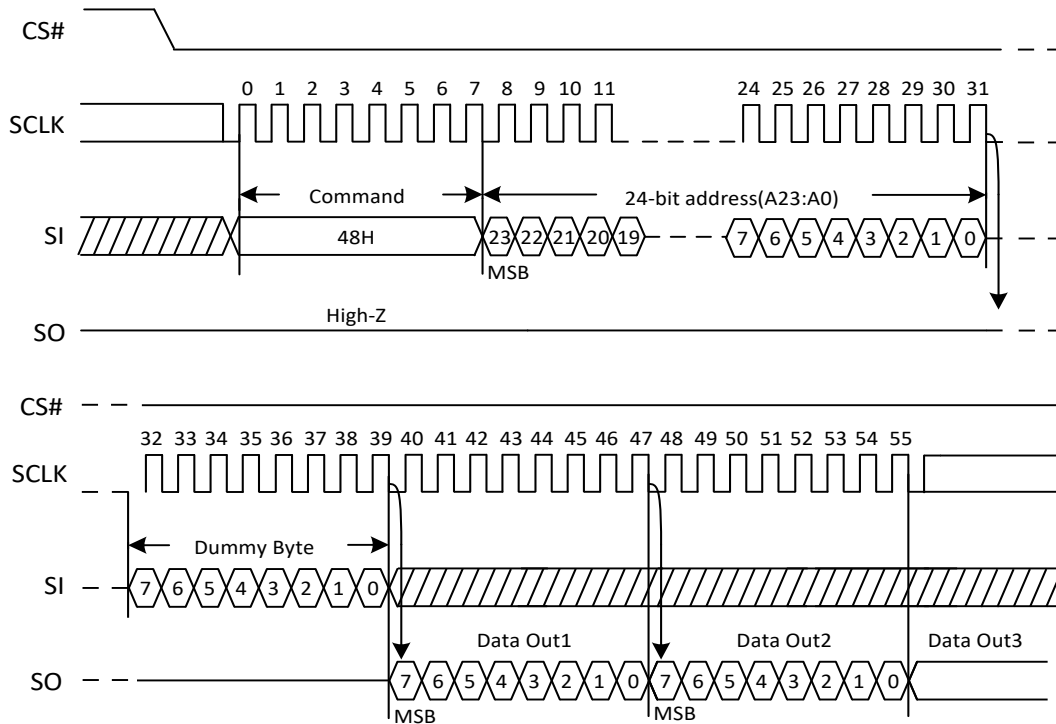 CS#
0 1 2 3 4 5 6 7 8 9 10 11 24 25 26 27 28 29 30 31
SCLK
Command 24-bit address(A23:A0)
SI 48H 23 22 21 20 19 7 6 5 4 3 2 1 0
MSB
High-Z
SO
CS#
32 33 34 35 36 37 38 39 40 41 42 43 44 45 46 47 48 49 50 51 52 53 54 55
SCLK
Dummy Byte
SI 7 6 5 4 3 2 1 0
Data Out1 Data Out2 Data Out3
SO 7 6 5 4 3 2 1 0 7 6 5 4 3 2 1 0
MSB MSB